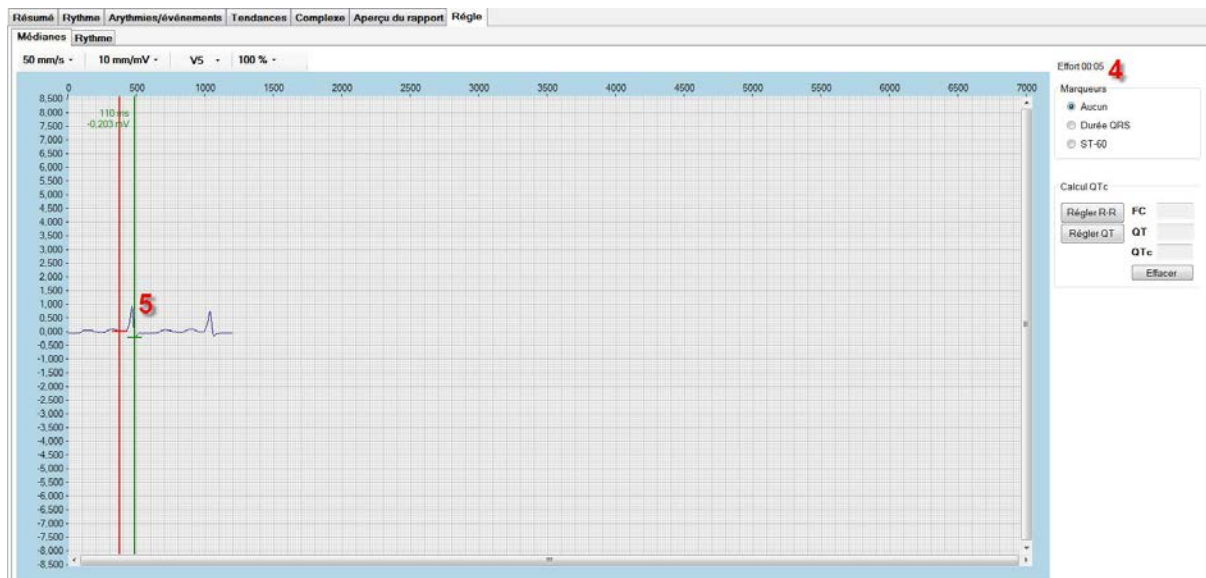 Résumé Rythme Arythmies/événements Tendances Complexe Aperçu du rapport Régle
Médianes Rythme
50 mm/s 10 mm/mV V5 100 %
Effort 00:05 4
0 500 1000 1500 2000 2500 3000 3500 4000 4500 5000 5500 6000 6500 7000
Marqueurs
Aucun
Durée QRS
ST-60
110 ms
-0,203 mV
8,500
8,000
7,500
7,000
6,500
6,000
5,500
5,000
4,500
4,000
3,500
3,000
2,500
2,000
1,500
1,000
0,500
0,000
-0,500
-1,000
-1,500
-2,000
-2,500
-3,000
-3,500
-4,000
-4,500
-5,000
-5,500
-6,000
-6,500
-7,000
-7,500
-8,000
-8,500
5
Calcul QTc
Régler R-R FC
Régler QT QT
QTc
Effacer